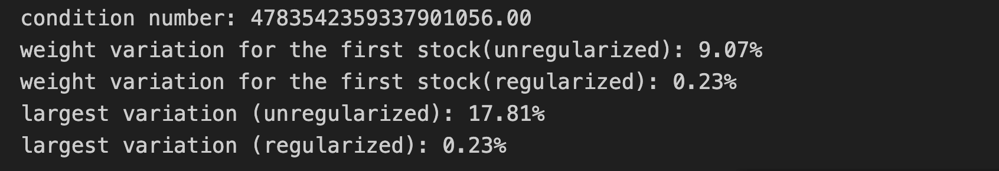 condition number: 4783542359337901056.00
weight variation for the first stock(unregularized): 9.07%
weight variation for the first stock(regularized): 0.23%
largest variation (unregularized): 17.81%
largest variation (regularized): 0.23%